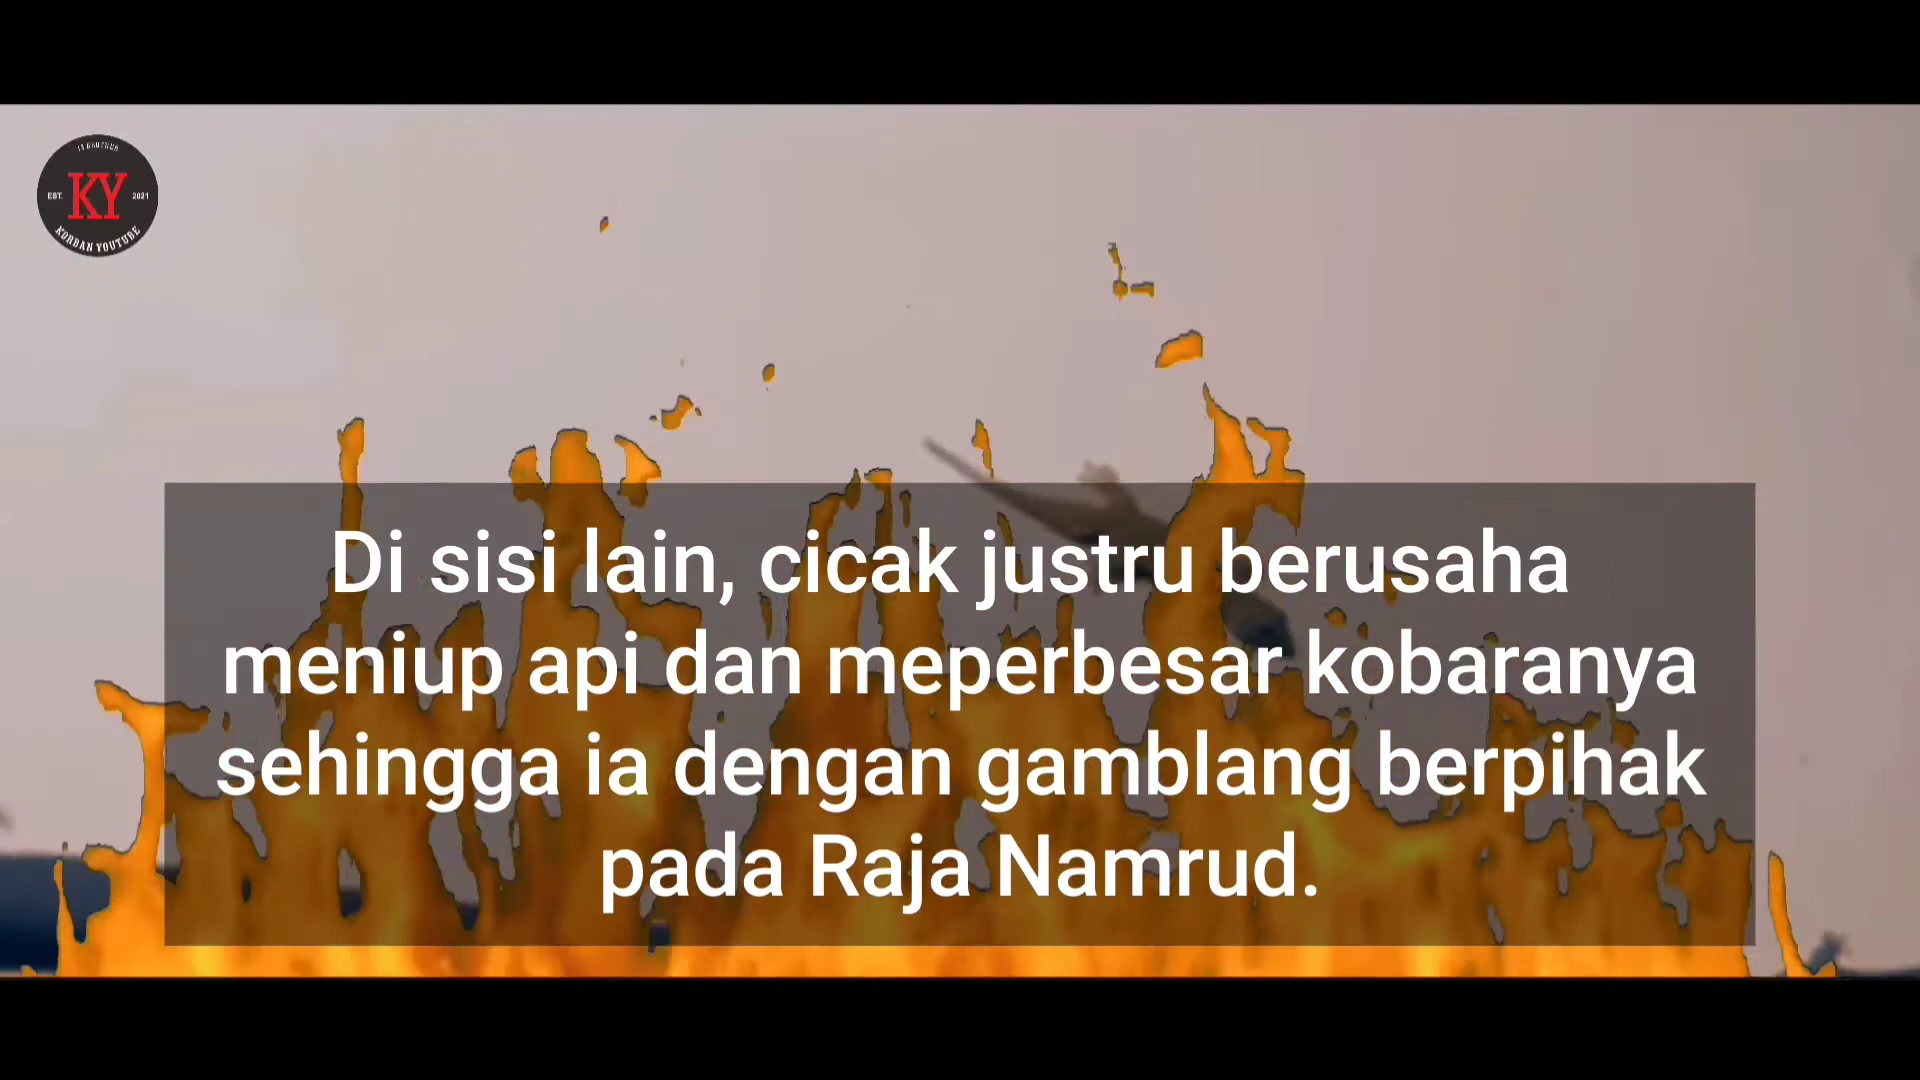 EST.
KY
2021
KORBAN YOUTUBE
Di sisi lain, cicak justru berusaha
meniup api dan meperbesar kobaranya
sehingga ia dengan gamblang berpihak
pada Raja Namrud.